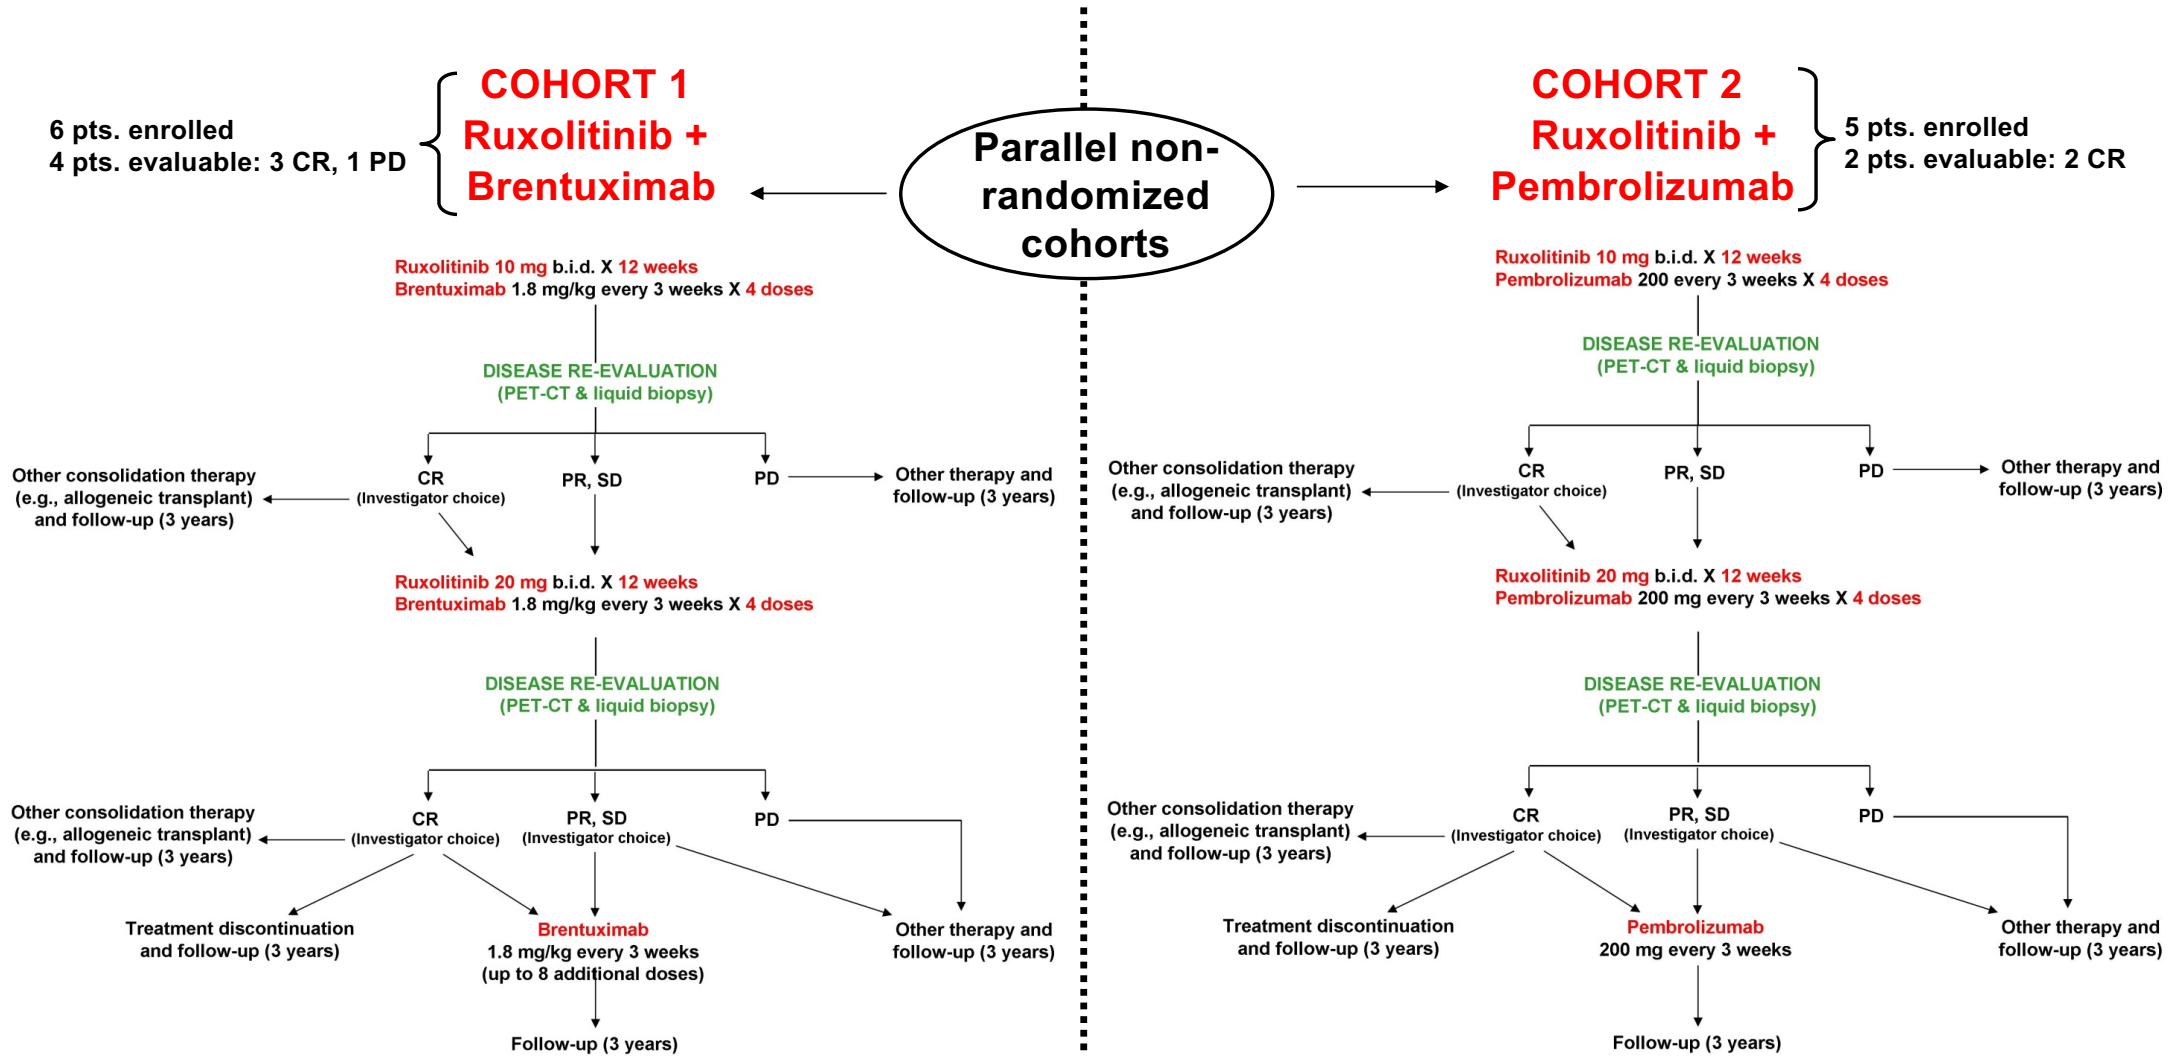 Parallel non-
randomized
cohorts
COHORT 1
Ruxolitinib +
Brentuximab
6 pts. enrolled
4 pts. evaluable: 3 CR, 1 PD
Ruxolitinib 10 mg b.i.d. X 12 weeks
Brentuximab 1.8 mg/kg every 3 weeks X 4 doses
DISEASE RE-EVALUATION
(PET-CT & liquid biopsy)
Other consolidation therapy
(e.g., allogeneic transplant)
and follow-up (3 years)
CR
(Investigator choice)
PR, SD
PD
Other therapy and
follow-up (3 years)
Ruxolitinib 20 mg b.i.d. X 12 weeks
Brentuximab 1.8 mg/kg every 3 weeks X 4 doses
DISEASE RE-EVALUATION
(PET-CT & liquid biopsy)
Other consolidation therapy
(e.g., allogeneic transplant)
and follow-up (3 years)
CR
(Investigator choice)
PR, SD
(Investigator choice)
PD
Treatment discontinuation
and follow-up (3 years)
Brentuximab
1.8 mg/kg every 3 weeks
(up to 8 additional doses)
Other therapy and
follow-up (3 years)
Follow-up (3 years)
COHORT 2
Ruxolitinib +
Pembrolizumab
5 pts. enrolled
2 pts. evaluable: 2 CR
Ruxolitinib 10 mg b.i.d. X 12 weeks
Pembrolizumab 200 every 3 weeks X 4 doses
DISEASE RE-EVALUATION
(PET-CT & liquid biopsy)
Other consolidation therapy
(e.g., allogeneic transplant)
and follow-up (3 years)
CR
(Investigator choice)
PR, SD
PD
Other therapy and
follow-up (3 years)
Ruxolitinib 20 mg b.i.d. X 12 weeks
Pembrolizumab 200 mg every 3 weeks X 4 doses
DISEASE RE-EVALUATION
(PET-CT & liquid biopsy)
Other consolidation therapy
(e.g., allogeneic transplant)
and follow-up (3 years)
CR
(Investigator choice)
PR, SD
(Investigator choice)
PD
Treatment discontinuation
and follow-up (3 years)
Pembrolizumab
200 mg every 3 weeks
Other therapy and
follow-up (3 years)
Follow-up (3 years)